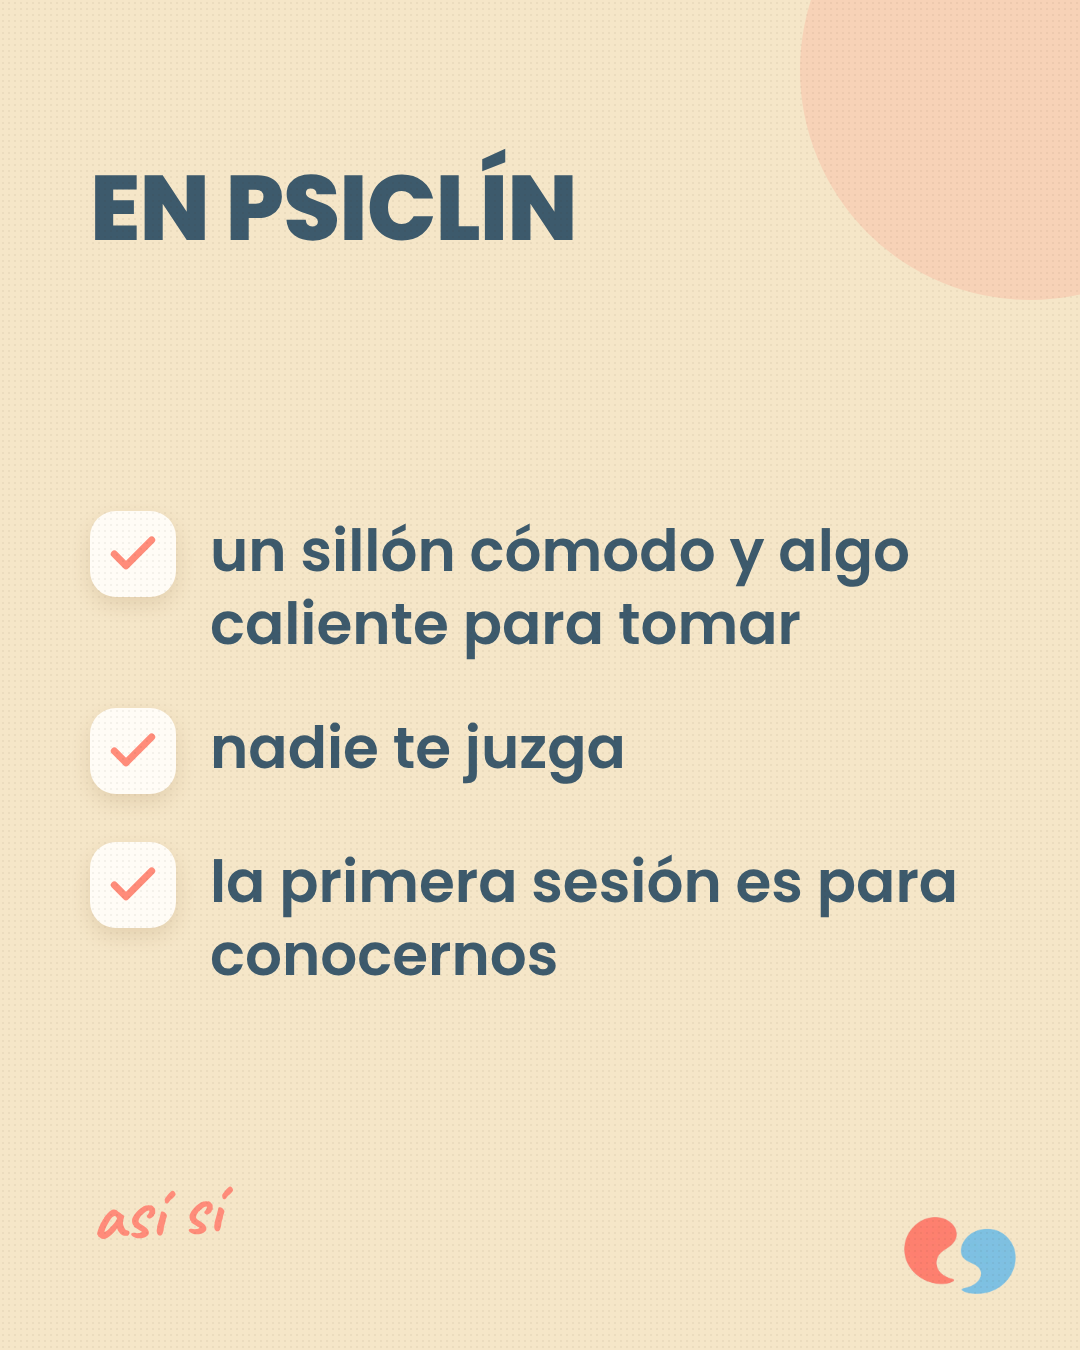 EN PSICLÍN
un sillón cómodo y algo
caliente para tomar
nadie te juzga
la primera sesión es para
conocernos
así sí